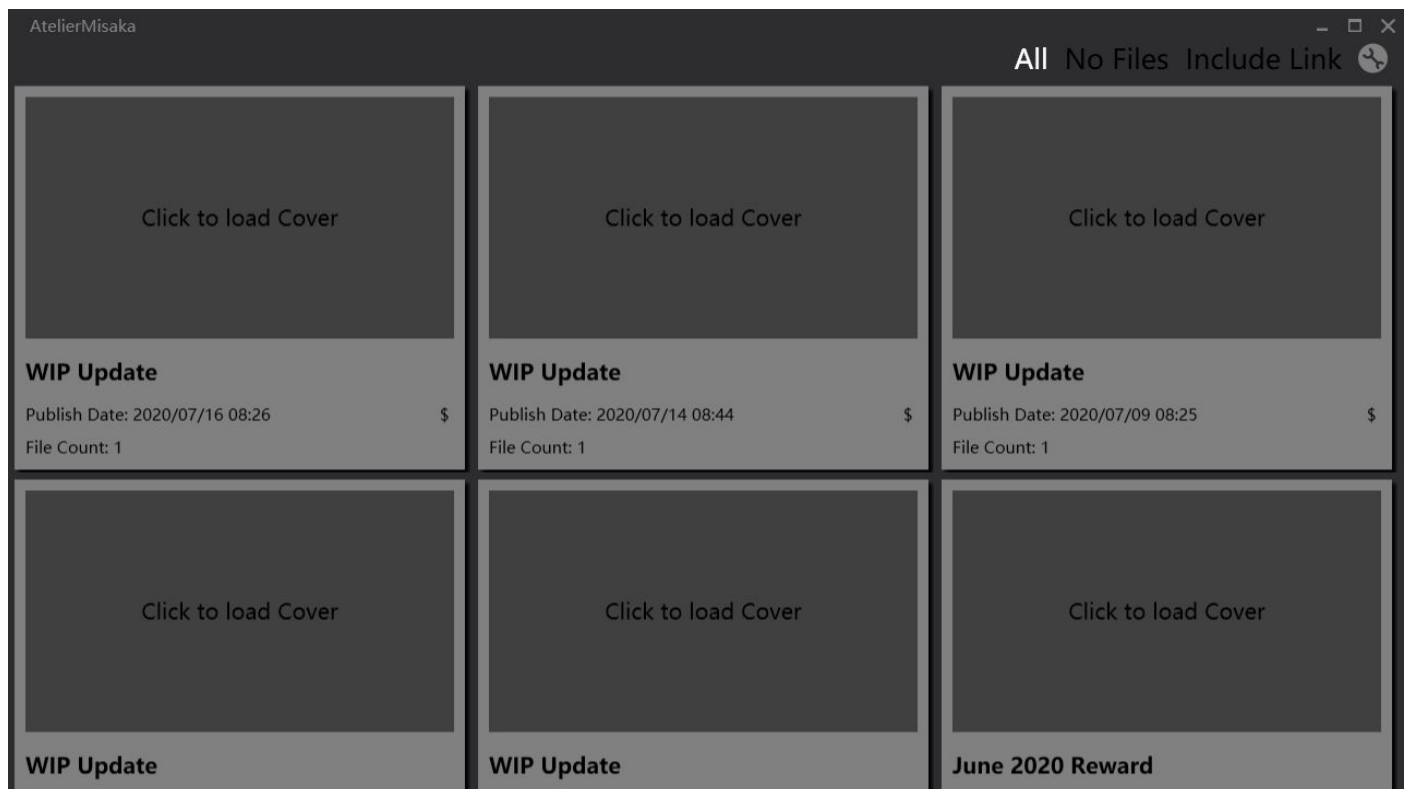 AtelierMisaka
All No Files Include Link
Click to load Cover Click to load Cover Click to load Cover
WIP Update WIP Update WIP Update
Publish Date: 2020/07/16 08:26 $ Publish Date: 2020/07/14 08:44 $ Publish Date: 2020/07/09 08:25 $
File Count: 1 File Count: 1 File Count: 1
Click to load Cover Click to load Cover Click to load Cover
WIP Update WIP Update June 2020 Reward